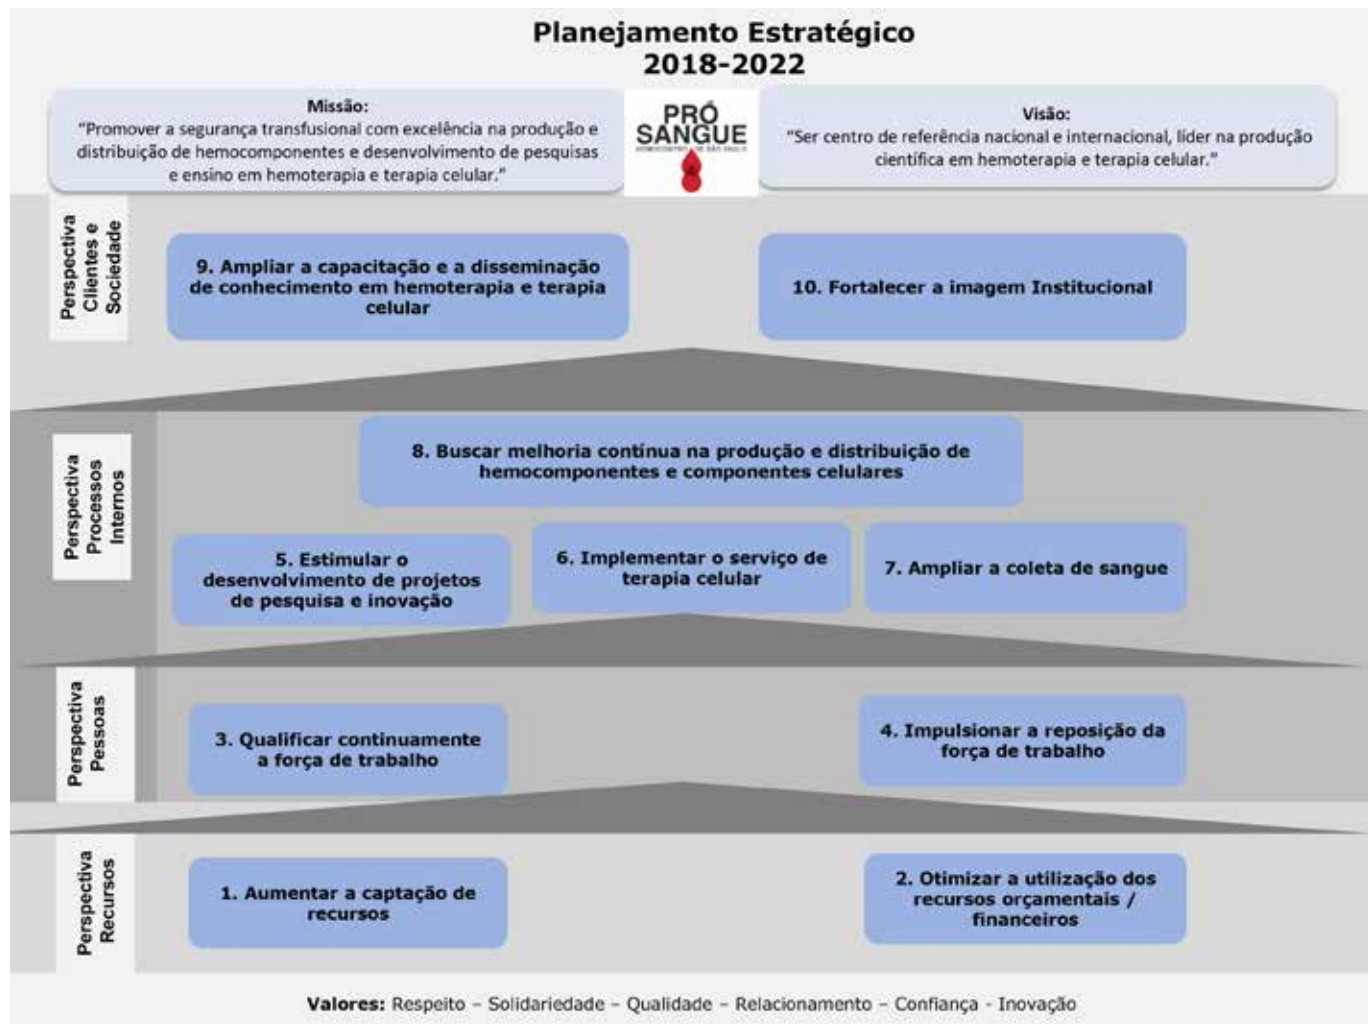 Planejamento Estratégico
2018-2022
Missão:
“Promover a segurança transfusional com excelência na produção e
distribuição de hemocomponentes e desenvolvimento de pesquisas
e ensino em hemoterapia e terapia celular.”
PRÓ
SANGUE
HEMOCENTRO DE SÃO PAULO
Visão:
“Ser centro de referência nacional e internacional, líder na produção
científica em hemoterapia e terapia celular.”
Perspectiva
Clientes e
Sociedade
9. Ampliar a capacitação e a disseminação
de conhecimento em hemoterapia e terapia
celular
10. Fortalecer a imagem Institucional
Perspectiva
Processos
Internos
8. Buscar melhoria contínua na produção e distribuição de
hemocomponentes e componentes celulares
5. Estimular o
desenvolvimento de projetos
de pesquisa e inovação
6. Implementar o serviço de
terapia celular
7. Ampliar a coleta de sangue
Perspectiva
Pessoas
3. Qualificar continuamente
a força de trabalho
4. Impulsionar a reposição da
força de trabalho
Perspectiva
Recursos
1. Aumentar a captação de
recursos
2. Otimizar a utilização dos
recursos orçamentais /
financeiros
Valores: Respeito – Solidariedade – Qualidade – Relacionamento – Confiança - Inovação